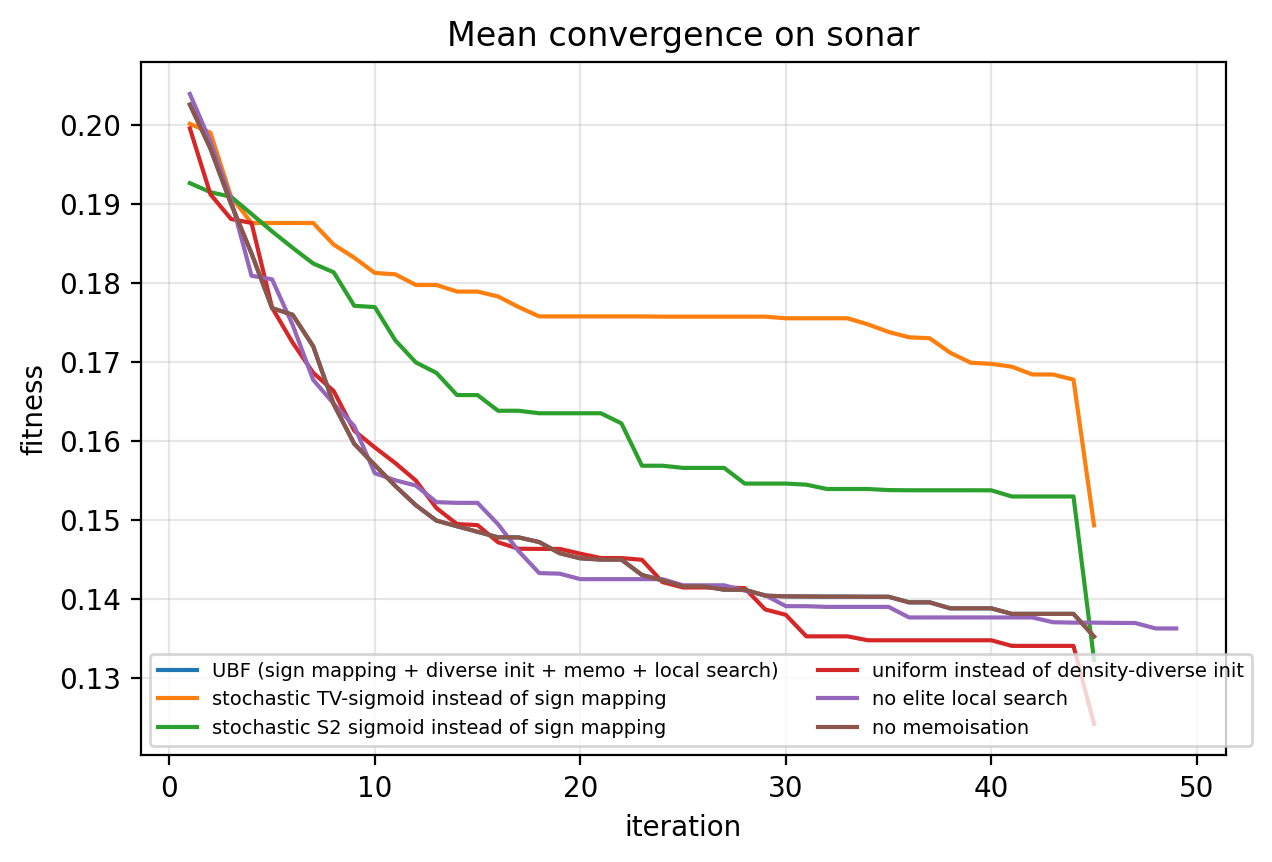 Mean convergence on sonar
fitness
0.20
0.19
0.18
0.17
0.16
0.15
0.14
0.13
UBF (sign mapping + diverse init + memo + local search)
stochastic TV-sigmoid instead of sign mapping
stochastic S2 sigmoid instead of sign mapping
uniform instead of density-diverse init
no elite local search
no memoisation
0 10 20 30 40 50
iteration